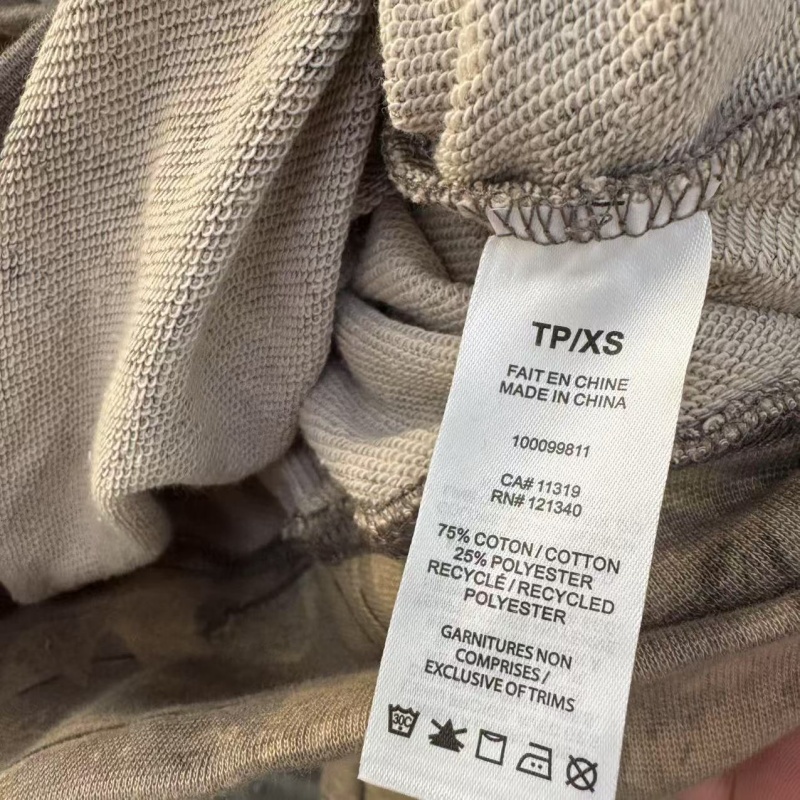 TP/XS
FAIT EN CHINE
MADE IN CHINA
100099811
CA# 11319
RN# 121340
75% COTON / COTTON
25% POLYESTER
RECYCLÉ / RECYCLED
POLYESTER
GARNITURES NON
COMPRISES /
EXCLUSIVE OF TRIMS
30C